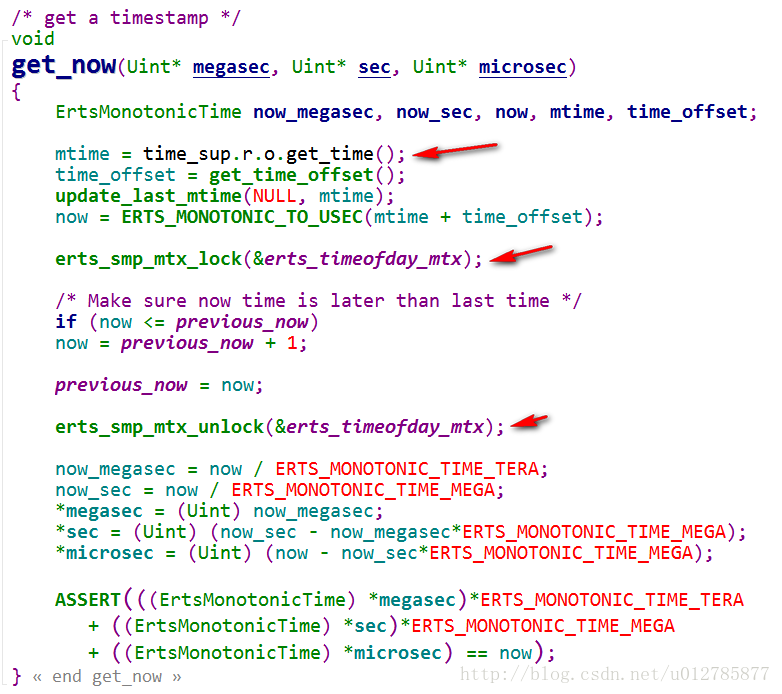 /* get a timestamp */
void
get_now(Uint* megasec, Uint* sec, Uint* microsec)
{
    ErtsMonotonicTime now_megasec, now_sec, now, mtime, time_offset;

    mtime = time_sup.r.o.get_time();
    time_offset = get_time_offset();
    update_last_mtime(NULL, mtime);
    now = ERTS_MONOTONIC_TO_USEC(mtime + time_offset);

    erts_smp_mtx_lock(&erts_timeofday_mtx);

    /* Make sure now time is later than last time */
    if (now <= previous_now)
    now = previous_now + 1;

    previous_now = now;

    erts_smp_mtx_unlock(&erts_timeofday_mtx);

    now_megasec = now / ERTS_MONOTONIC_TIME_TERA;
    now_sec = now / ERTS_MONOTONIC_TIME_MEGA;
    *megasec = (Uint) now_megasec;
    *sec = (Uint) (now_sec - now_megasec*ERTS_MONOTONIC_TIME_MEGA);
    *microsec = (Uint) (now - now_sec*ERTS_MONOTONIC_TIME_MEGA);

    ASSERT(((ErtsMonotonicTime) *megasec)*ERTS_MONOTONIC_TIME_TERA
       + ((ErtsMonotonicTime) *sec)*ERTS_MONOTONIC_TIME_MEGA
       + ((ErtsMonotonicTime) *microsec) == now);
} « end get_now »
http://blog.csdn.net/u012785877